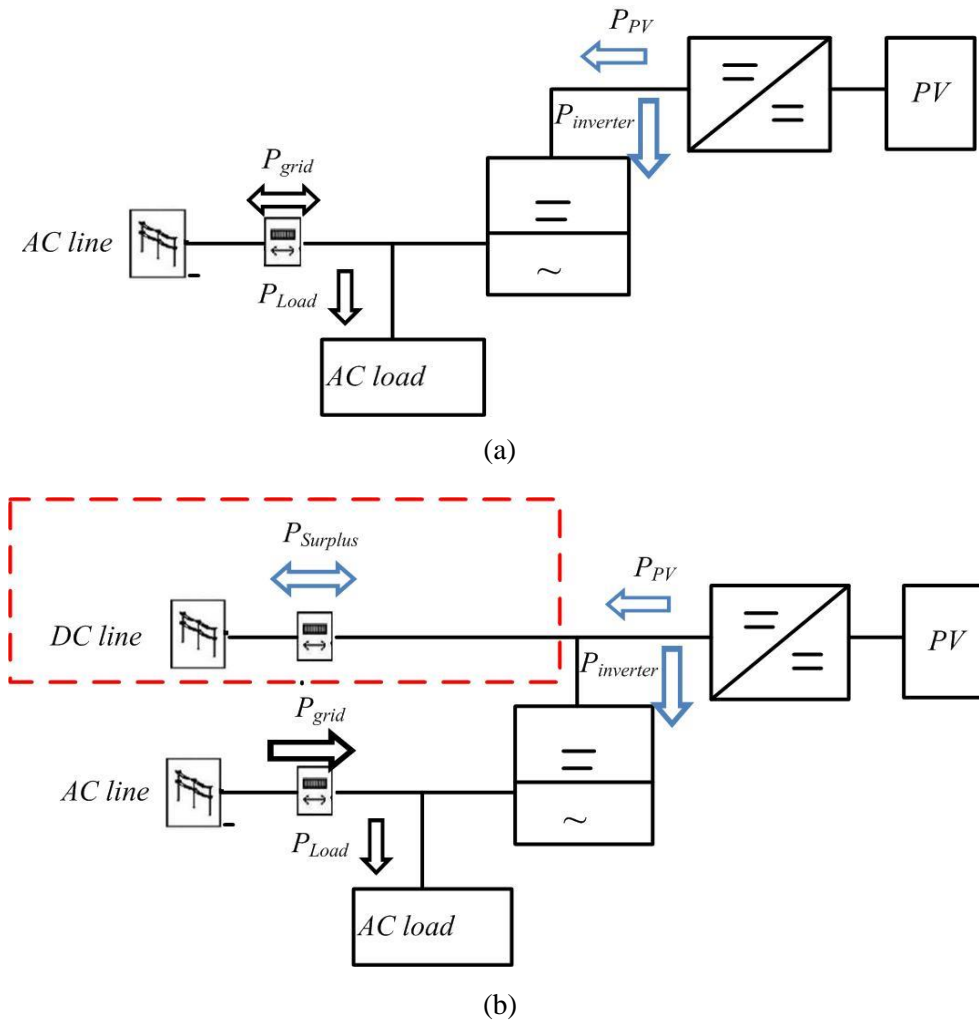 P_PV
PV
P_inverter
P_grid
AC line
~
P_Load
AC load
(a)
P_Surplus
P_PV
DC line
P_inverter
PV
P_grid
AC line
~
P_Load
AC load
(b)